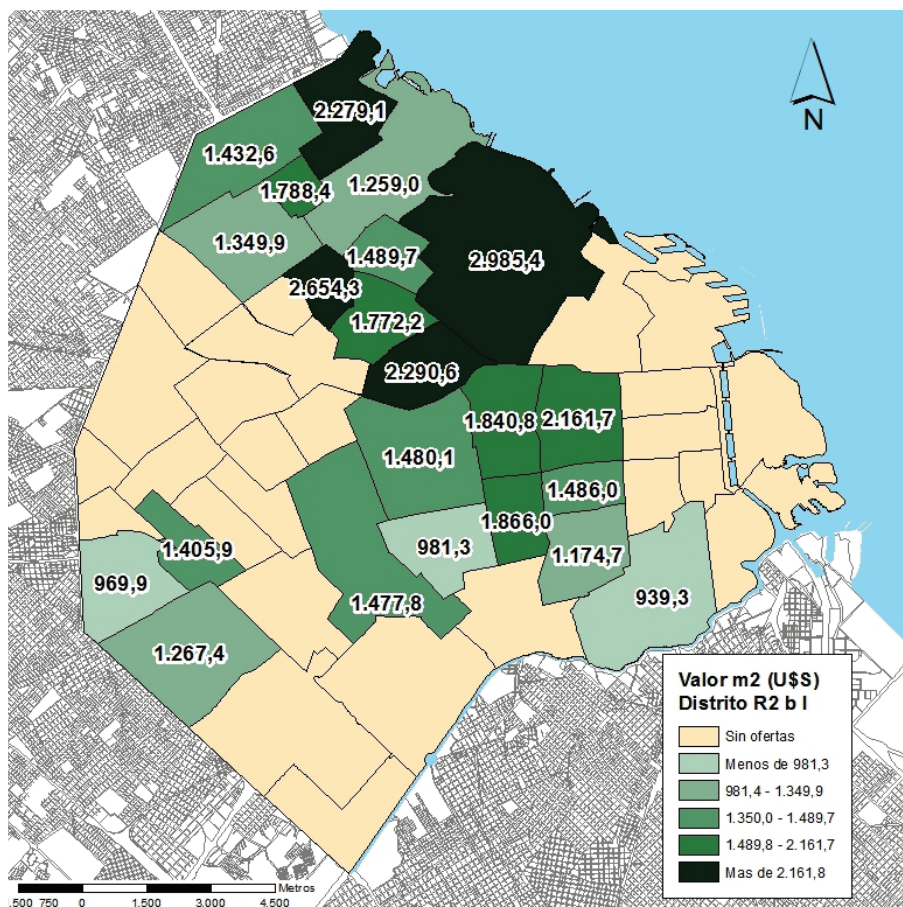 2.279,1
1.432,6
1.788,4
1.259,0
1.349,9
1.489,7
2.985,4
2.654,3
1.772,2
2.290,6
1.840,8
2.161,7
1.480,1
1.486,0
1.866,0
981,3
1.174,7
1.405,9
969,9
939,3
1.477,8
1.267,4
N
Valor m2 (U$S)
Distrito R2 b I
Sin ofertas
Menos de 981,3
981,4 - 1.349,9
1.350,0 - 1.489,7
1.489,8 - 2.161,7
Mas de 2.161,8
Metros
.500 750 0 1.500 3.000 4.500